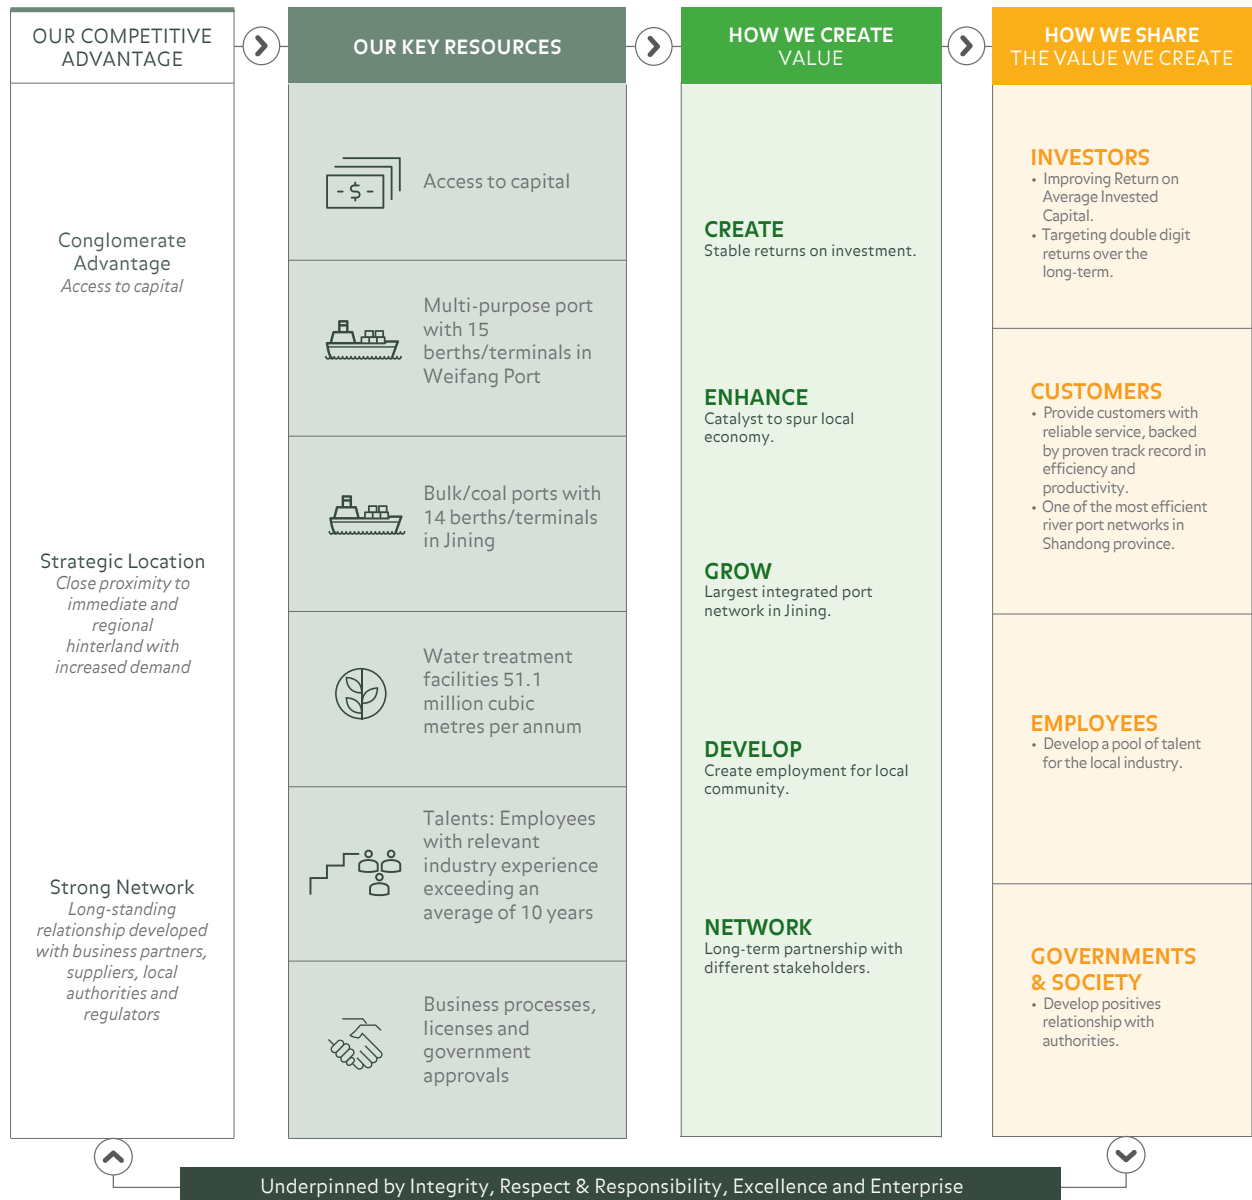 OUR COMPETITIVE
ADVANTAGE
Conglomerate
Advantage
Access to capital
Strategic Location
Close proximity to
immediate and
regional
hinterland with
increased demand
Strong Network
Long-standing
relationship developed
with business partners,
suppliers, local
authorities and
regulators
OUR KEY RESOURCES
- $ -
Access to capital
Multi-purpose port
with 15
berths/terminals in
Weifang Port
Bulk/coal ports with
14 berths/terminals
in Jining
Water treatment
facilities 51.1
million cubic
metres per annum
Talents: Employees
with relevant
industry experience
exceeding an
average of 10 years
Business processes,
licenses and
government
approvals
HOW WE CREATE
VALUE
CREATE
Stable returns on investment.
ENHANCE
Catalyst to spur local
economy.
GROW
Largest integrated port
network in Jining.
DEVELOP
Create employment for local
community.
NETWORK
Long-term partnership with
different stakeholders.
HOW WE SHARE
THE VALUE WE CREATE
INVESTORS
• Improving Return on
Average Invested
Capital.
• Targeting double digit
returns over the
long-term.
CUSTOMERS
• Provide customers with
reliable service, backed
by proven track record in
efficiency and
productivity.
• One of the most efficient
river port networks in
Shandong province.
EMPLOYEES
• Develop a pool of talent
for the local industry.
GOVERNMENTS
& SOCIETY
• Develop positives
relationship with
authorities.
Underpinned by Integrity, Respect & Responsibility, Excellence and Enterprise